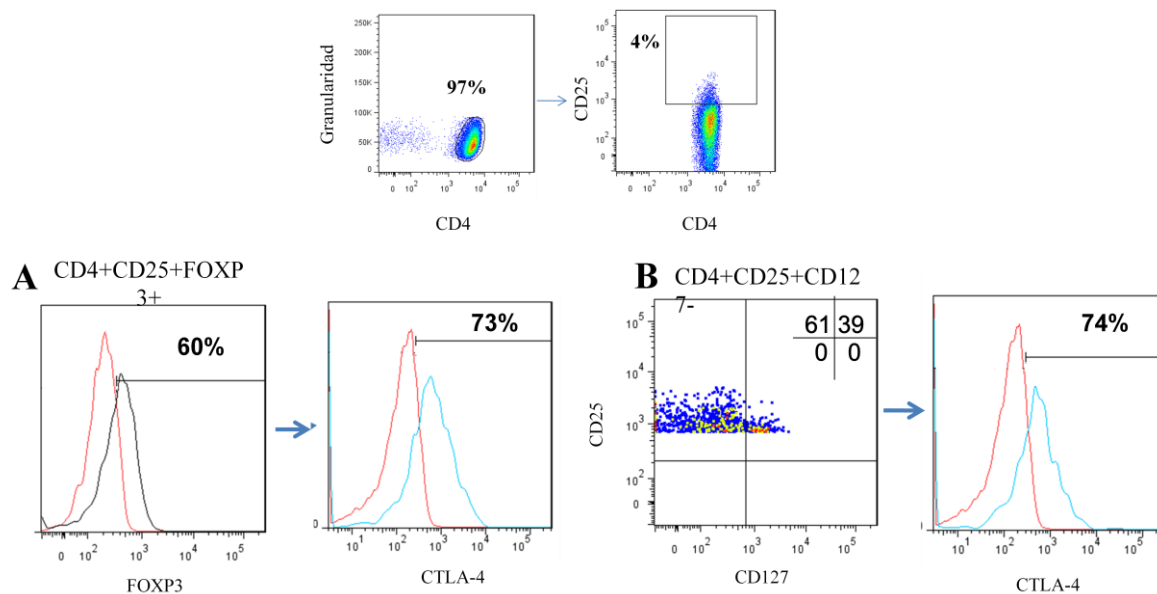 Granularidad
250K
200K
150K
100K
50K
0
97%
0 10² 10³ 10⁴ 10⁵
CD4
CD25
10⁵
10⁴
10³
10²
0
4%
0 10² 10³ 10⁴ 10⁵
CD4
A
CD4+CD25+FOXP
3+
60%
0 10² 10³ 10⁴ 10⁵
FOXP3
73%
0
10¹ 10² 10³ 10⁴ 10⁵
CTLA-4
B
CD4+CD25+CD12
7-
CD25
10⁵
10⁴
10³
10²
0
61 39
0 0
0 10² 10³ 10⁴ 10⁵
CD127
74%
10¹ 10² 10³ 10⁴ 10⁵
CTLA-4